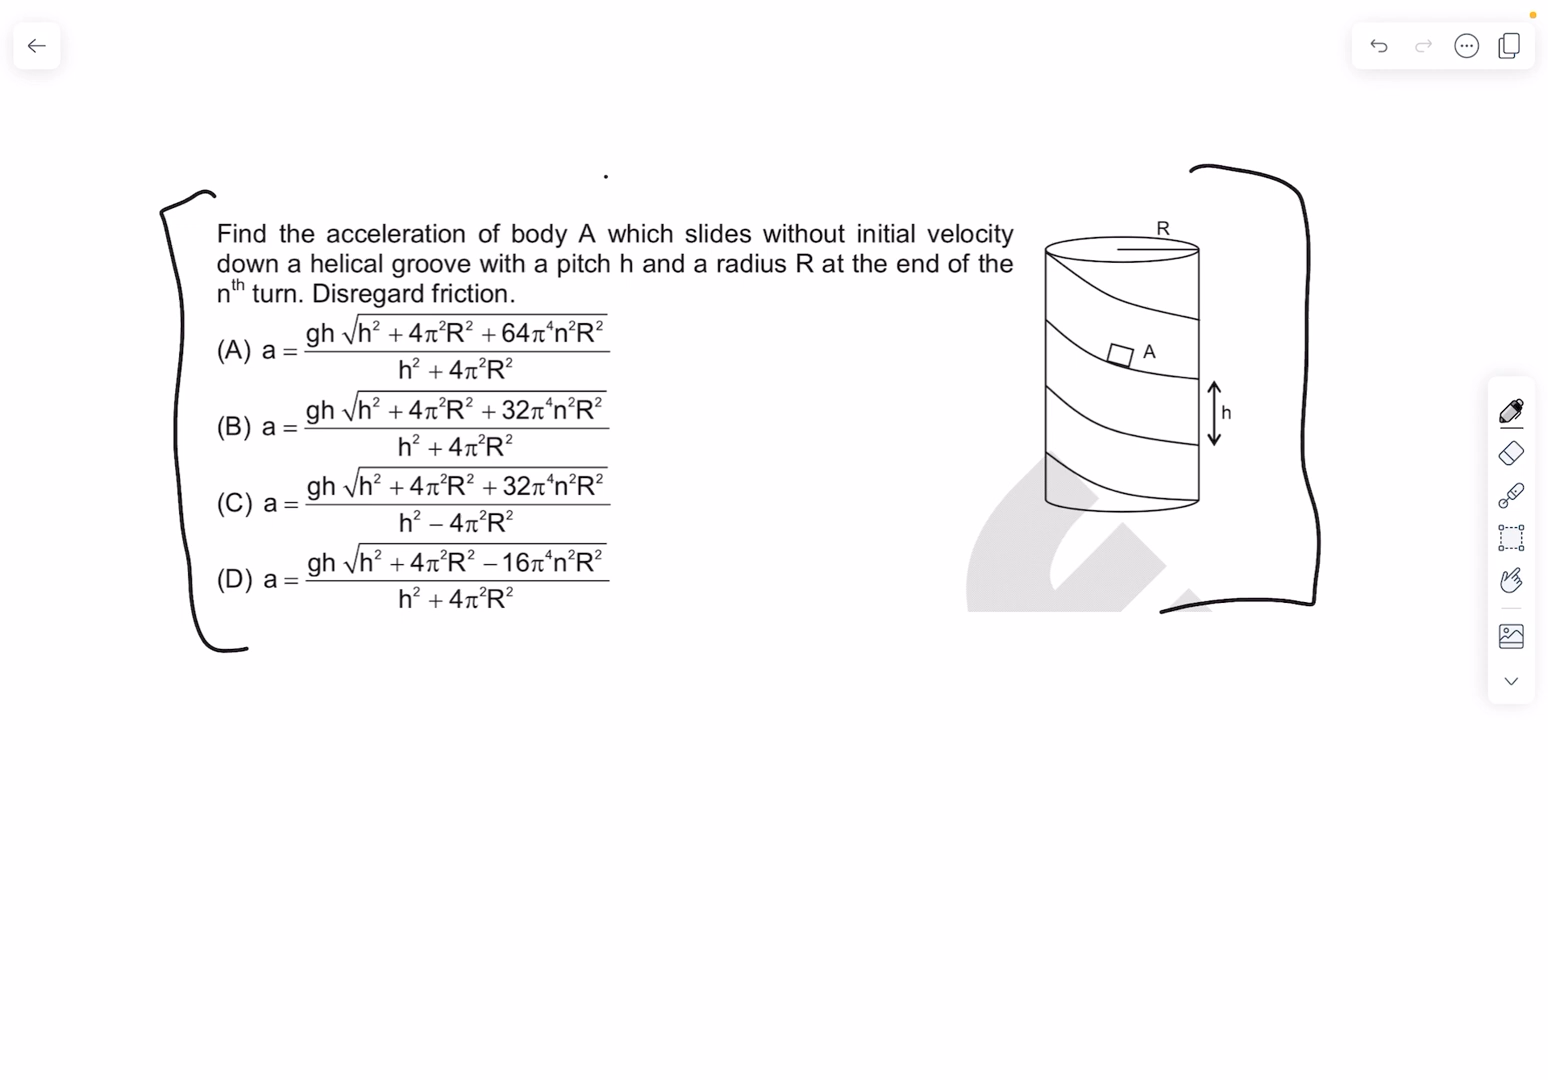 Find the acceleration of body A which slides without initial velocity
down a helical groove with a pitch h and a radius R at the end of the
nth turn. Disregard friction.
(A) a = gh √(h² + 4π²R² + 64π⁴n²R²) / (h² + 4π²R²)
(B) a = gh √(h² + 4π²R² + 32π⁴n²R²) / (h² + 4π²R²)
(C) a = gh √(h² + 4π²R² + 32π⁴n²R²) / (h² – 4π²R²)
(D) a = gh √(h² + 4π²R² – 16π⁴n²R²) / (h² + 4π²R²)
R
A
h